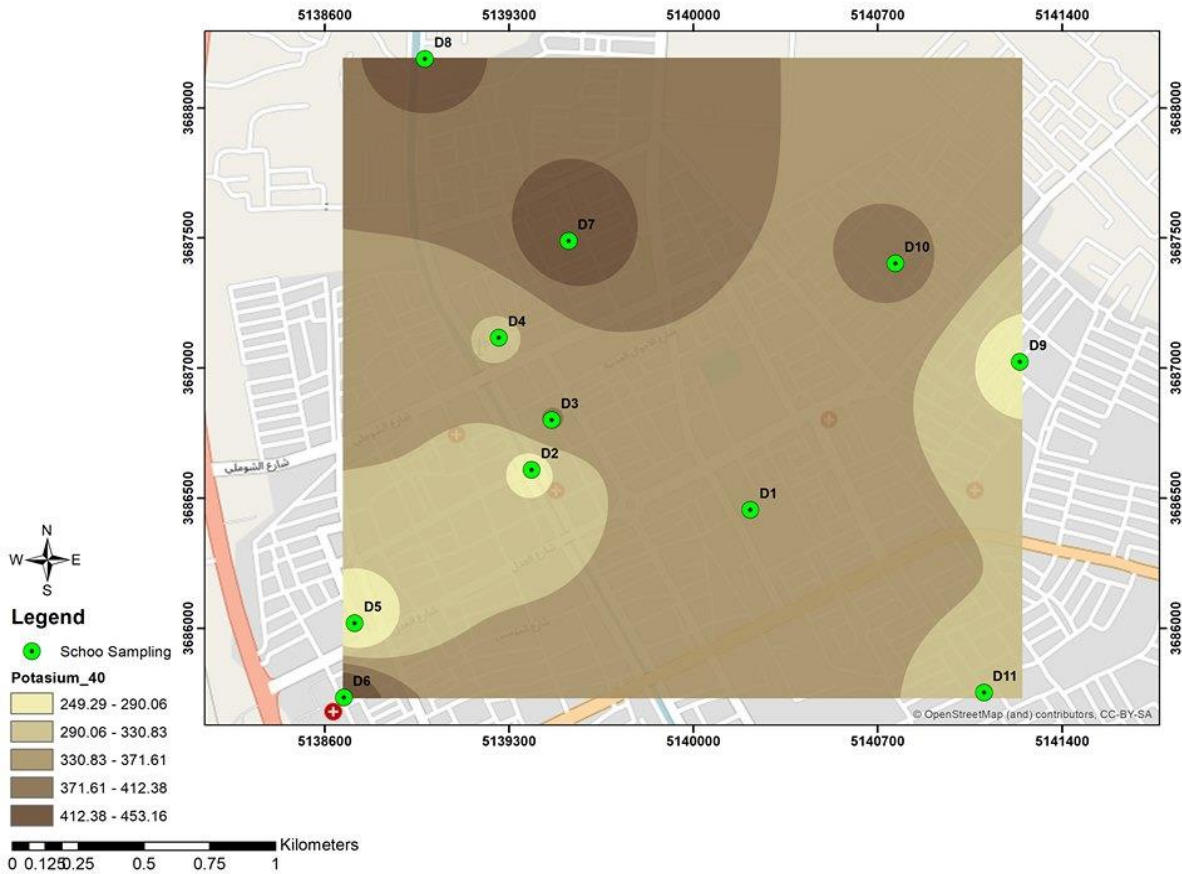 5138600 5139300 5140000 5140700 5141400
3688000 3688000
3687500 3687500
3687000 3687000
3686500 3686500
3686000 3686000
D8
D7
D10
D4
D9
D3
D2
D1
شارع الشوملي
D5
D6
D11
© OpenStreetMap (and) contributors, CC-BY-SA
5138600 5139300 5140000 5140700 5141400
N
W E
S
Legend
Schoo Sampling
Potasium_40
249.29 - 290.06
290.06 - 330.83
330.83 - 371.61
371.61 - 412.38
412.38 - 453.16
Kilometers
0 0.125 0.25 0.5 0.75 1